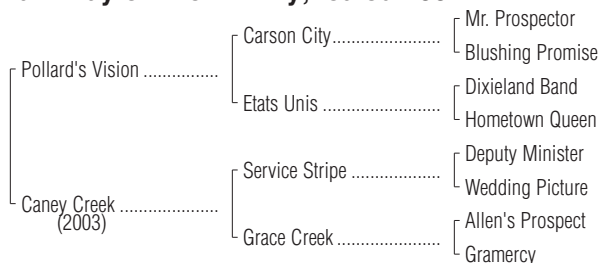 Mr. Prospector
Carson City
Blushing Promise
Pollard's Vision
Dixieland Band
Etats Unis
Hometown Queen
Deputy Minister
Service Stripe
Wedding Picture
Caney Creek
(2003)
Allen's Prospect
Grace Creek
Gramercy